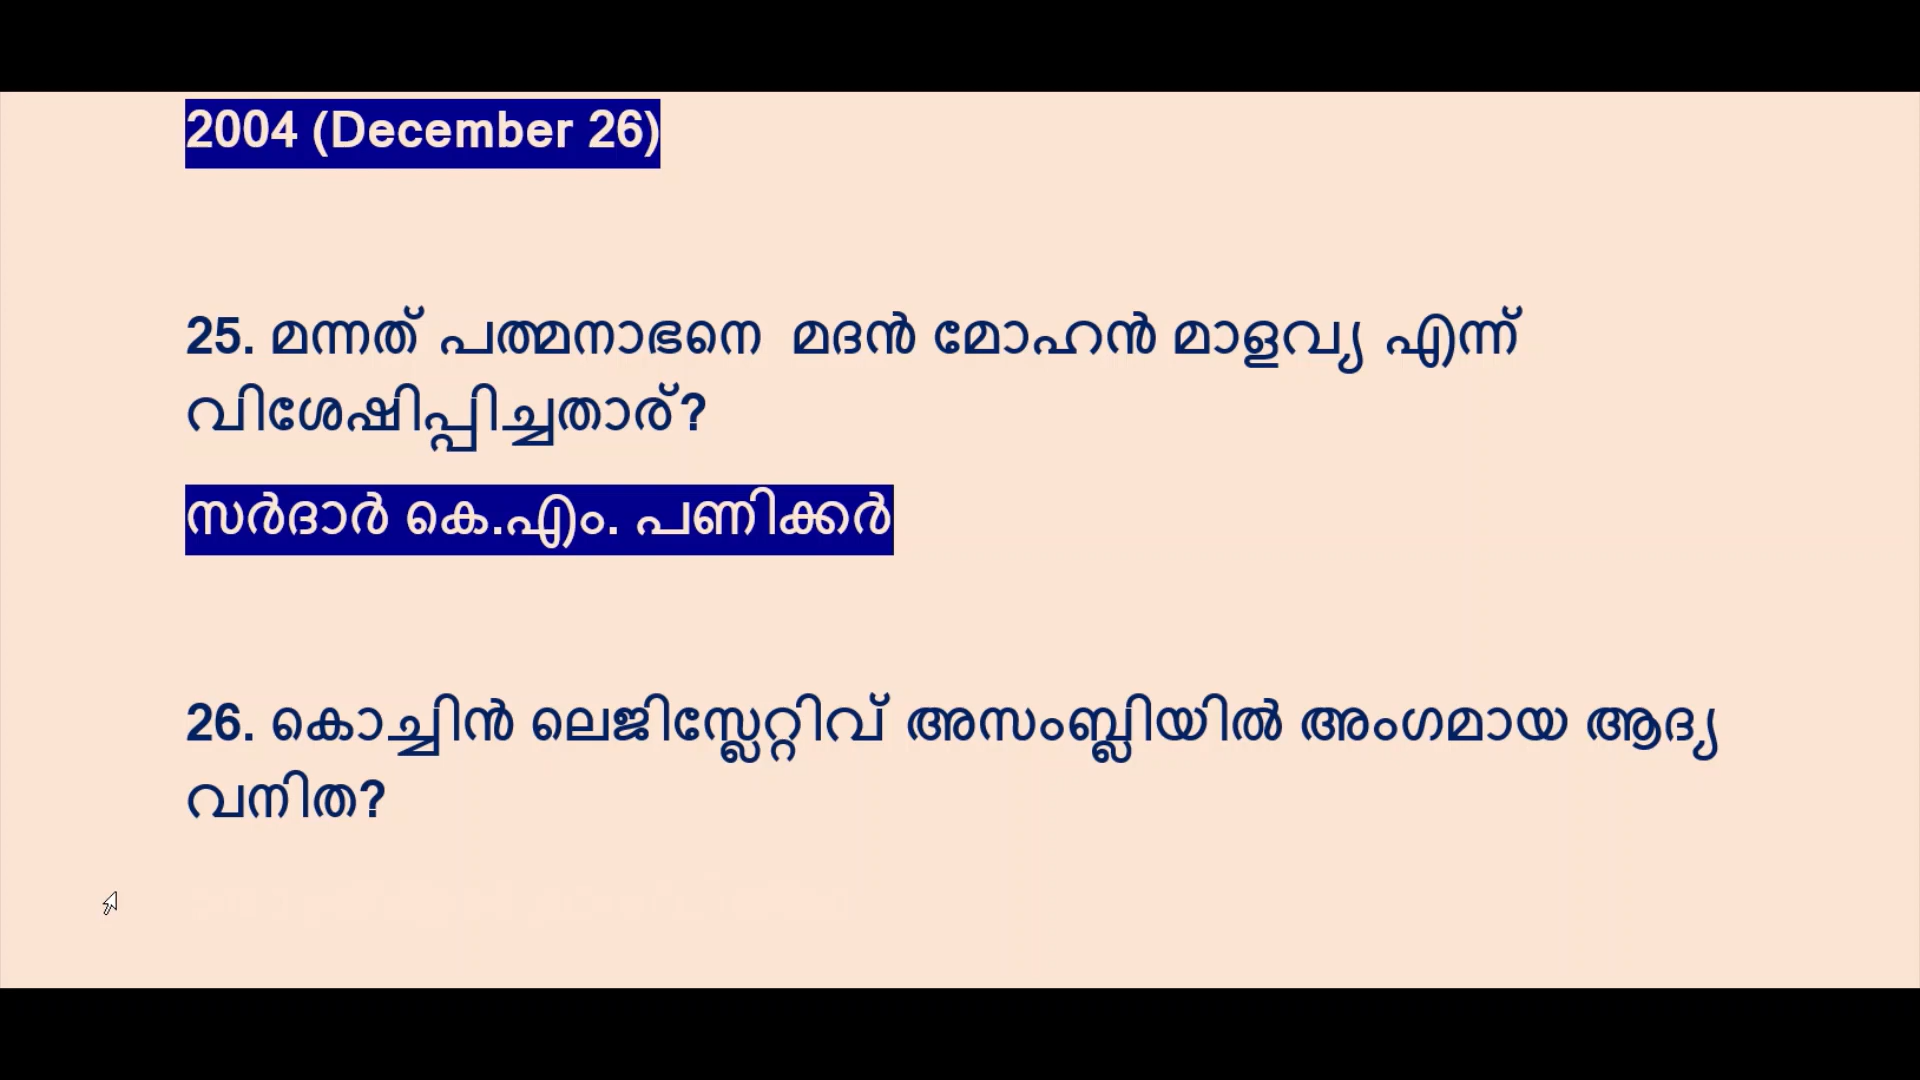 2004 (December 26)
25. മന്നത് പത്മനാഭനെ മദൻ മോഹൻ മാളവ്യ എന്ന്
വിശേഷിപ്പിച്ചതാര്?
സർദാർ കെ.എം. പണിക്കർ
26. കൊച്ചിൻ ലെജിസ്ലേറ്റിവ് അസംബ്ലിയിൽ അംഗമായ ആദ്യ
വനിത?